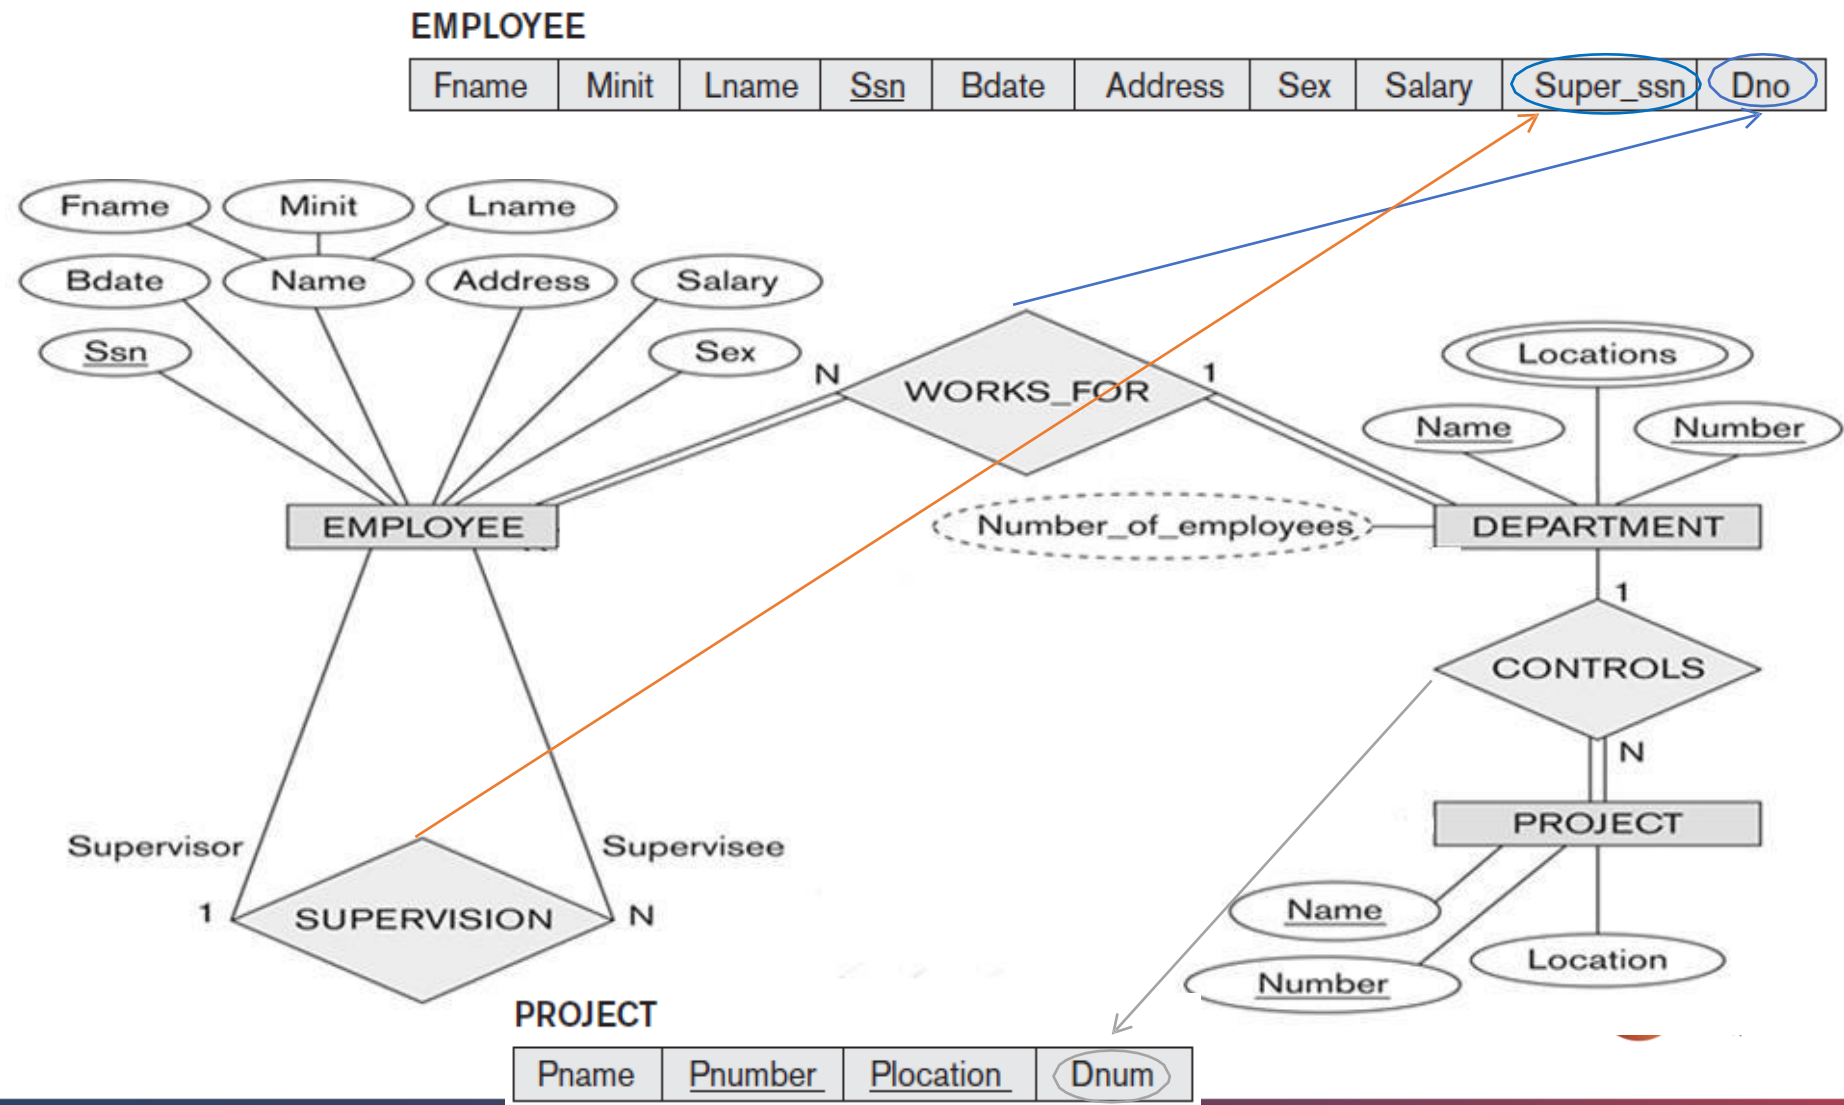 EMPLOYEE
Fname Minit Lname Ssn Bdate Address Sex Salary Super_ssn Dno
Fname Minit Lname
Bdate Name Address Salary
Ssn Sex
N WORKS_FOR 1
Locations
Name Number
EMPLOYEE Number_of_employees DEPARTMENT
1
CONTROLS
N
PROJECT
Supervisor Supervisee
1 SUPERVISION N
Name
Location
Number
PROJECT
Pname Pnumber Plocation Dnum